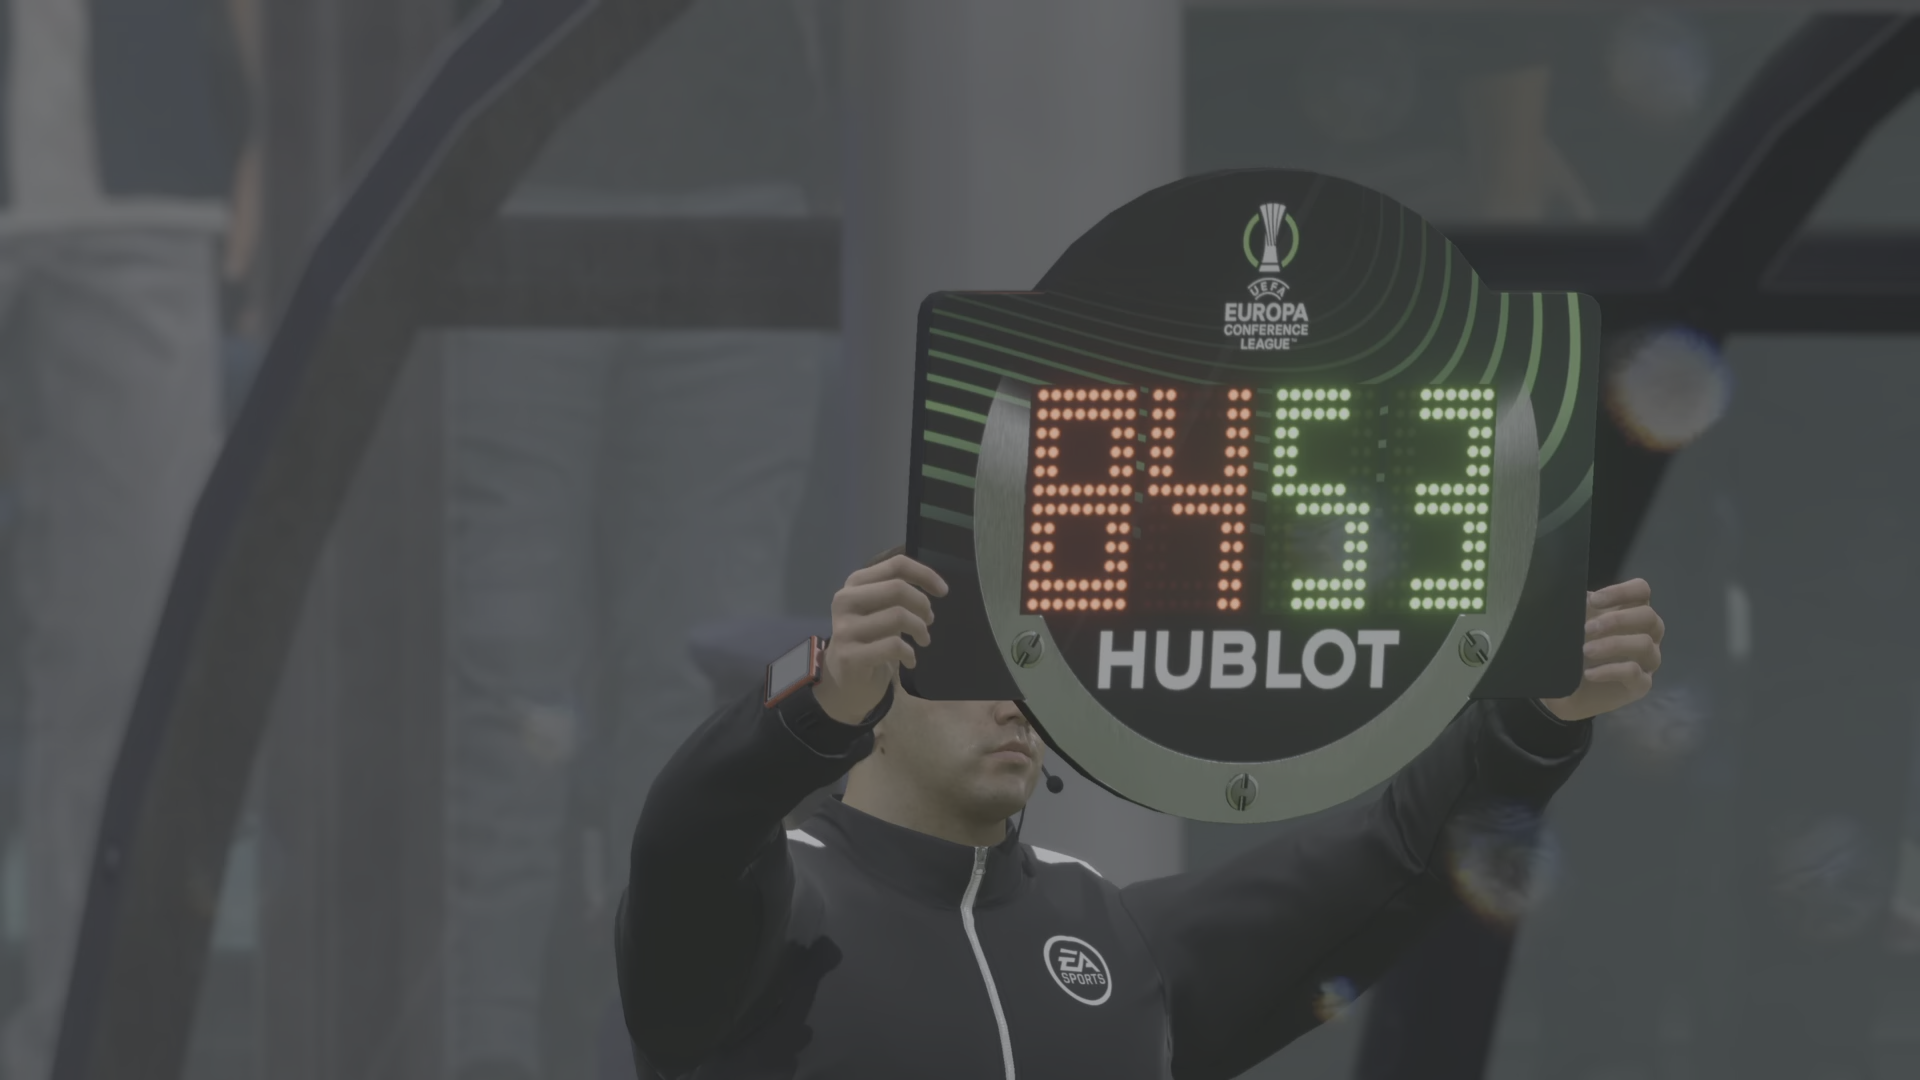 UEFA
EUROPA
CONFERENCE
LEAGUE™
84 53
HUBLOT
EA
SPORTS